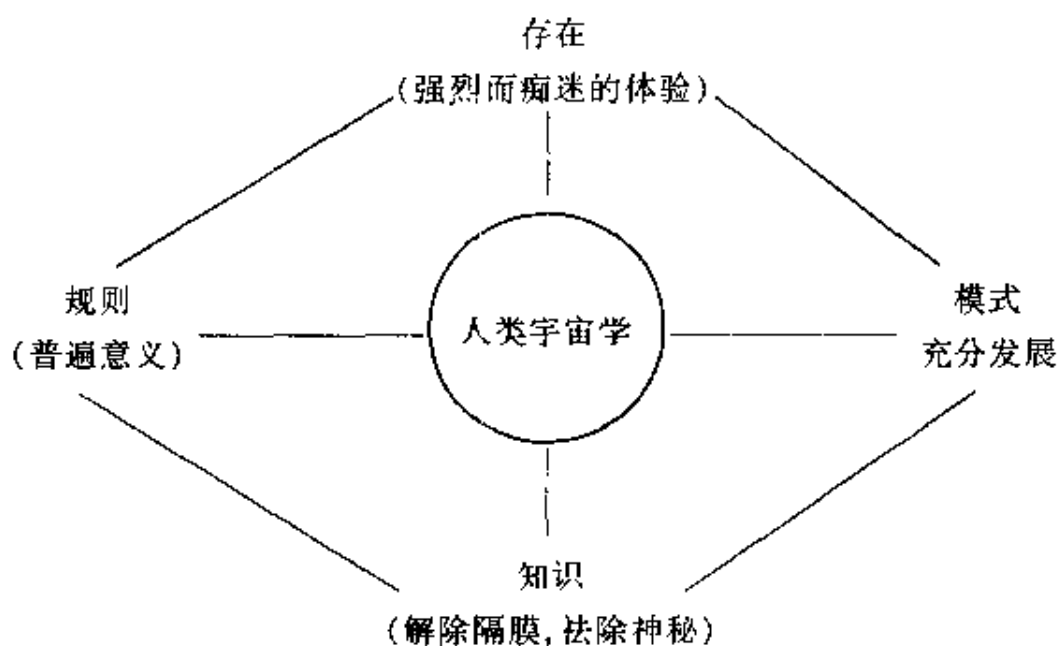 存在
(强烈而痴迷的体验)
规则
(普遍意义)
人类宇宙学
模式
充分发展
知识
(解除隔膜,祛除神秘)